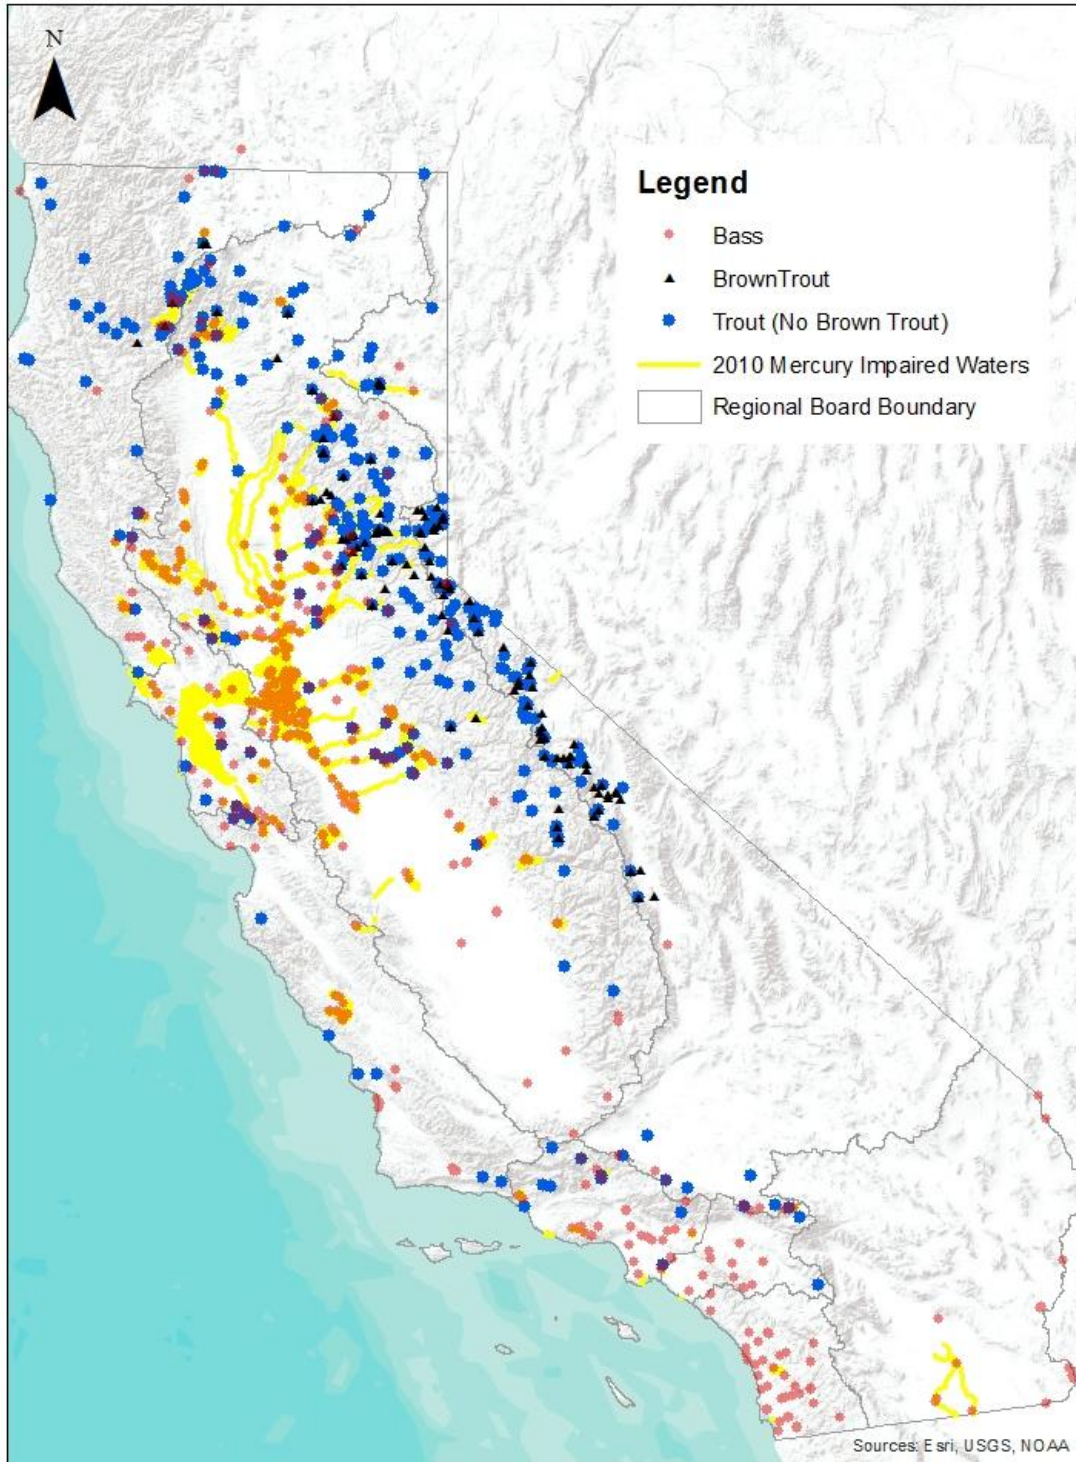 N
Legend
Bass
BrownTrout
Trout (No Brown Trout)
2010 Mercury Impaired Waters
Regional Board Boundary
Sources: Esri, USGS, NOAA